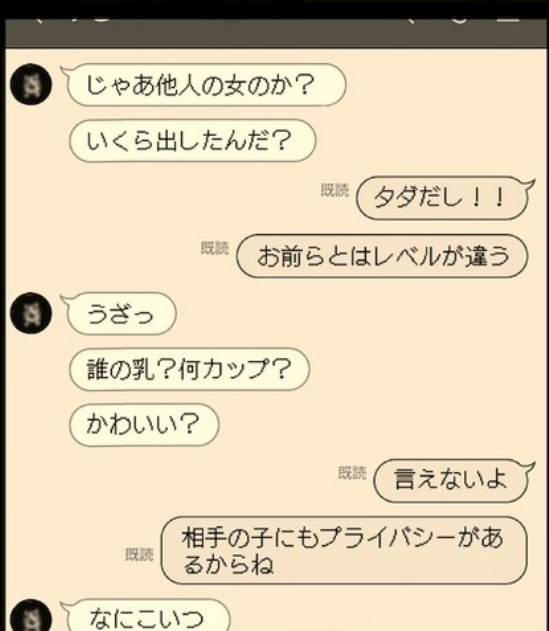 じゃあ他人の女のか？
いくら出したんだ？
既読
タダだし！！
既読
お前らとはレベルが違う
うざっ
誰の乳？何カップ？
かわいい？
既読
言えないよ
既読
相手の子にもプライバシーがあ
るからね
なにこいつ